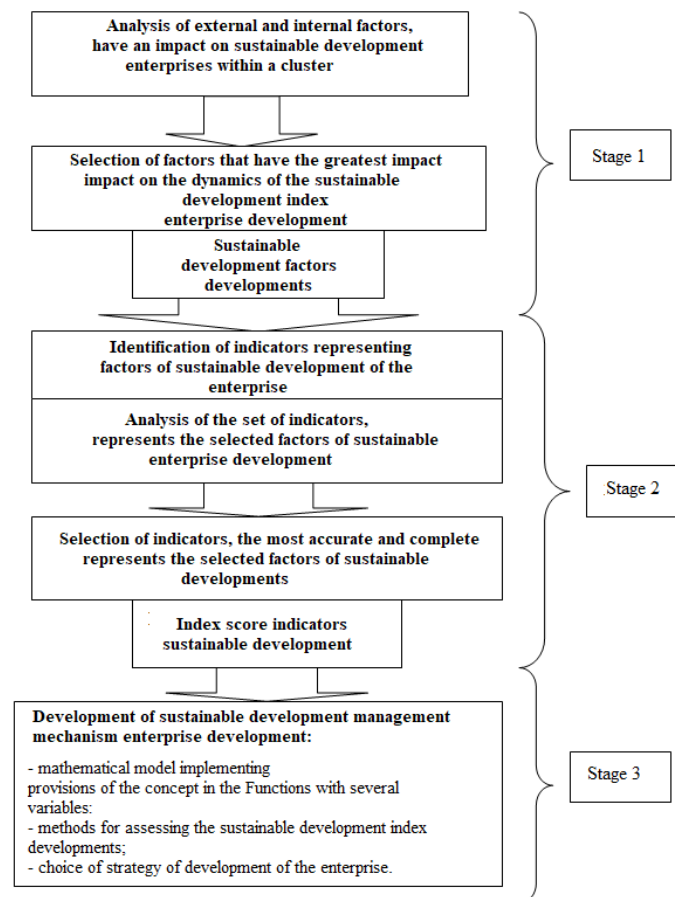 Analysis of external and internal factors,
have an impact on sustainable development
enterprises within a cluster
Stage 1
Selection of factors that have the greatest impact
impact on the dynamics of the sustainable
development index
enterprise development
Sustainable
development factors
developments
Identification of indicators representing
factors of sustainable development of the
enterprise
Analysis of the set of indicators,
represents the selected factors of sustainable
enterprise development
Stage 2
Selection of indicators, the most accurate and complete
represents the selected factors of sustainable
developments
Index score indicators
sustainable development
Development of sustainable development management
mechanism enterprise development:
- mathematical model implementing
provisions of the concept in the Functions with several
variables:
- methods for assessing the sustainable development index
developments;
- choice of strategy of development of the enterprise.
Stage 3